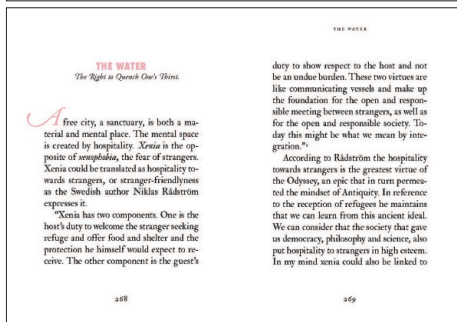 THE WATER
The Right to Quench One's Thirst.
A free city, a sanctuary, is both a ma-
terial and mental place. The mental space
is created by hospitality. Xenia is the op-
posite of xenophobia, the fear of strangers.
Xenia could be translated as hospitality to-
wards strangers, or stranger-friendlyness
as the Swedish author Niklas Rådström
expresses it.
"Xenia has two components. One is the
host's duty to welcome the stranger seeking
refuge and offer food and shelter and the
protection he himself would expect to re-
ceive. The other component is the guest's
268
THE WATER
duty to show respect to the host and not
be an undue burden. These two virtues are
like communicating vessels and make up
the foundation for the open and respon-
sible meeting between strangers, as well as
for the open and responsible society. To-
day this might be what we mean by inte-
gration."²
According to Rådström the hospitality
towards strangers is the greatest virtue of
the Odyssey, an epic that in turn permea-
ted the mindset of Antiquity. In reference
to the reception of refugees he maintains
that we can learn from this ancient ideal.
We can consider that the society that gave
us democracy, philosophy and science, also
put hospitality to strangers in high esteem.
In my mind xenia could also be linked to
269